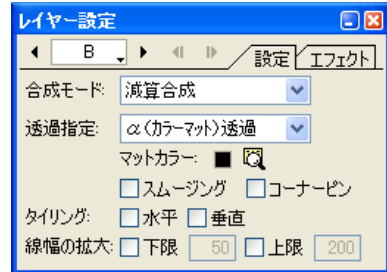 レイヤー設定
B
設定 エフェクト
合成モード: 減算合成
透過指定: α(カラーマット)透過
マットカラー:
スムージング コーナーピン
タイリング: 水平 垂直
線幅の拡大: 下限 50 上限 200